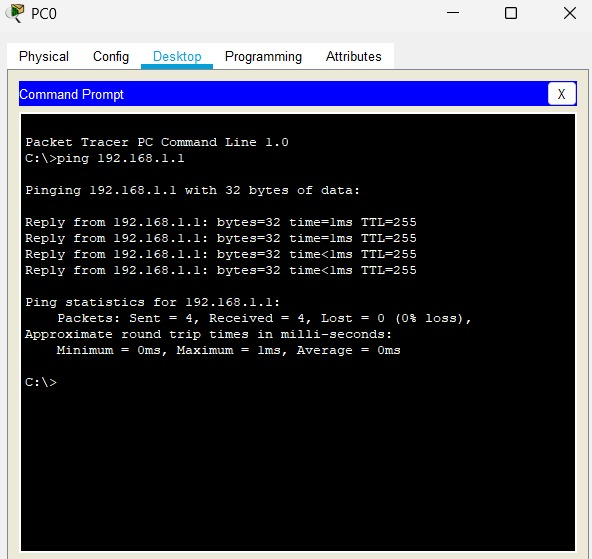 PC0
Physical Config Desktop Programming Attributes
Command Prompt X
Packet Tracer PC Command Line 1.0
C:\>ping 192.168.1.1
Pinging 192.168.1.1 with 32 bytes of data:
Reply from 192.168.1.1: bytes=32 time=1ms TTL=255
Reply from 192.168.1.1: bytes=32 time=1ms TTL=255
Reply from 192.168.1.1: bytes=32 time<1ms TTL=255
Reply from 192.168.1.1: bytes=32 time<1ms TTL=255
Ping statistics for 192.168.1.1:
    Packets: Sent = 4, Received = 4, Lost = 0 (0% loss),
Approximate round trip times in milli-seconds:
    Minimum = 0ms, Maximum = 1ms, Average = 0ms
C:\>